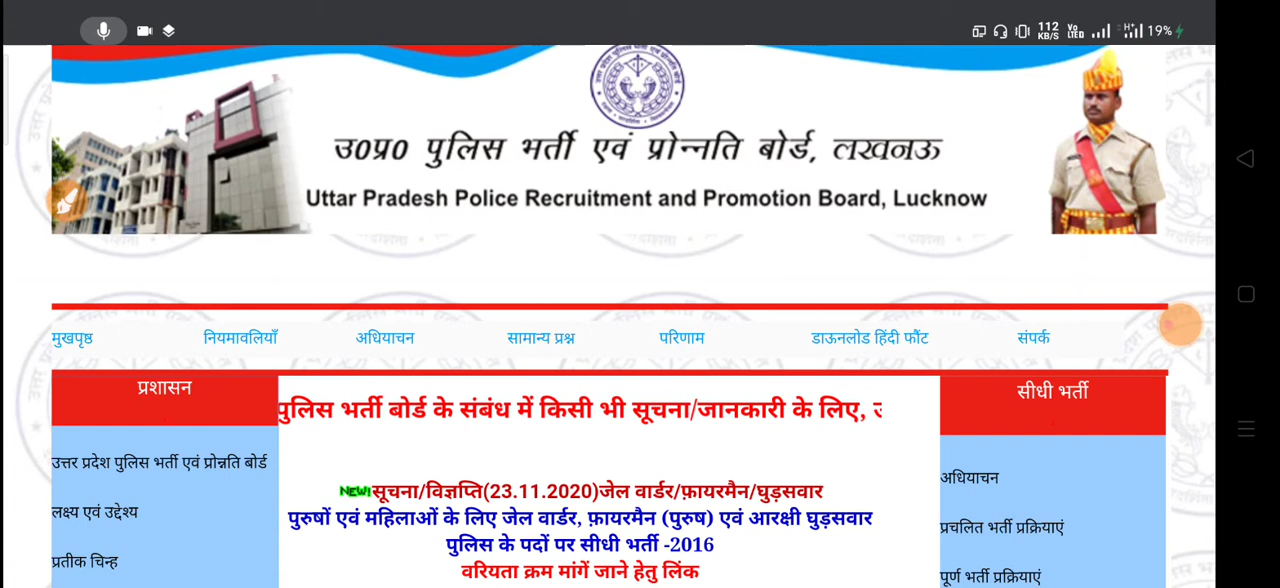 112 KB/S Vo LTED H+ 19%
उ0प्र0 पुलिस भर्ती एवं प्रोन्नति बोर्ड, लखनऊ
Uttar Pradesh Police Recruitment and Promotion Board, Lucknow
मुखपृष्ठ नियमावलियाँ अधियाचन सामान्य प्रश्न परिणाम डाऊनलोड हिंदी फौंट संपर्क
प्रशासन
सीधी भर्ती
पुलिस भर्ती बोर्ड के संबंध में किसी भी सूचना/जानकारी के लिए,
उत्तर प्रदेश पुलिस भर्ती एवं प्रोन्नति बोर्ड
लक्ष्य एवं उद्देश्य
प्रतीक चिन्ह
NEW! सूचना/विज्ञप्ति(23.11.2020)जेल वार्डर/फ़ायरमैन/घुड़सवार
पुरुषों एवं महिलाओं के लिए जेल वार्डर, फ़ायरमैन (पुरुष) एवं आरक्षी घुड़सवार
पुलिस के पदों पर सीधी भर्ती -2016
वरियता क्रम मांगें जाने हेतु लिंक
अधियाचन
प्रचलित भर्ती प्रक्रियाएं
पूर्ण भर्ती प्रक्रियाएं